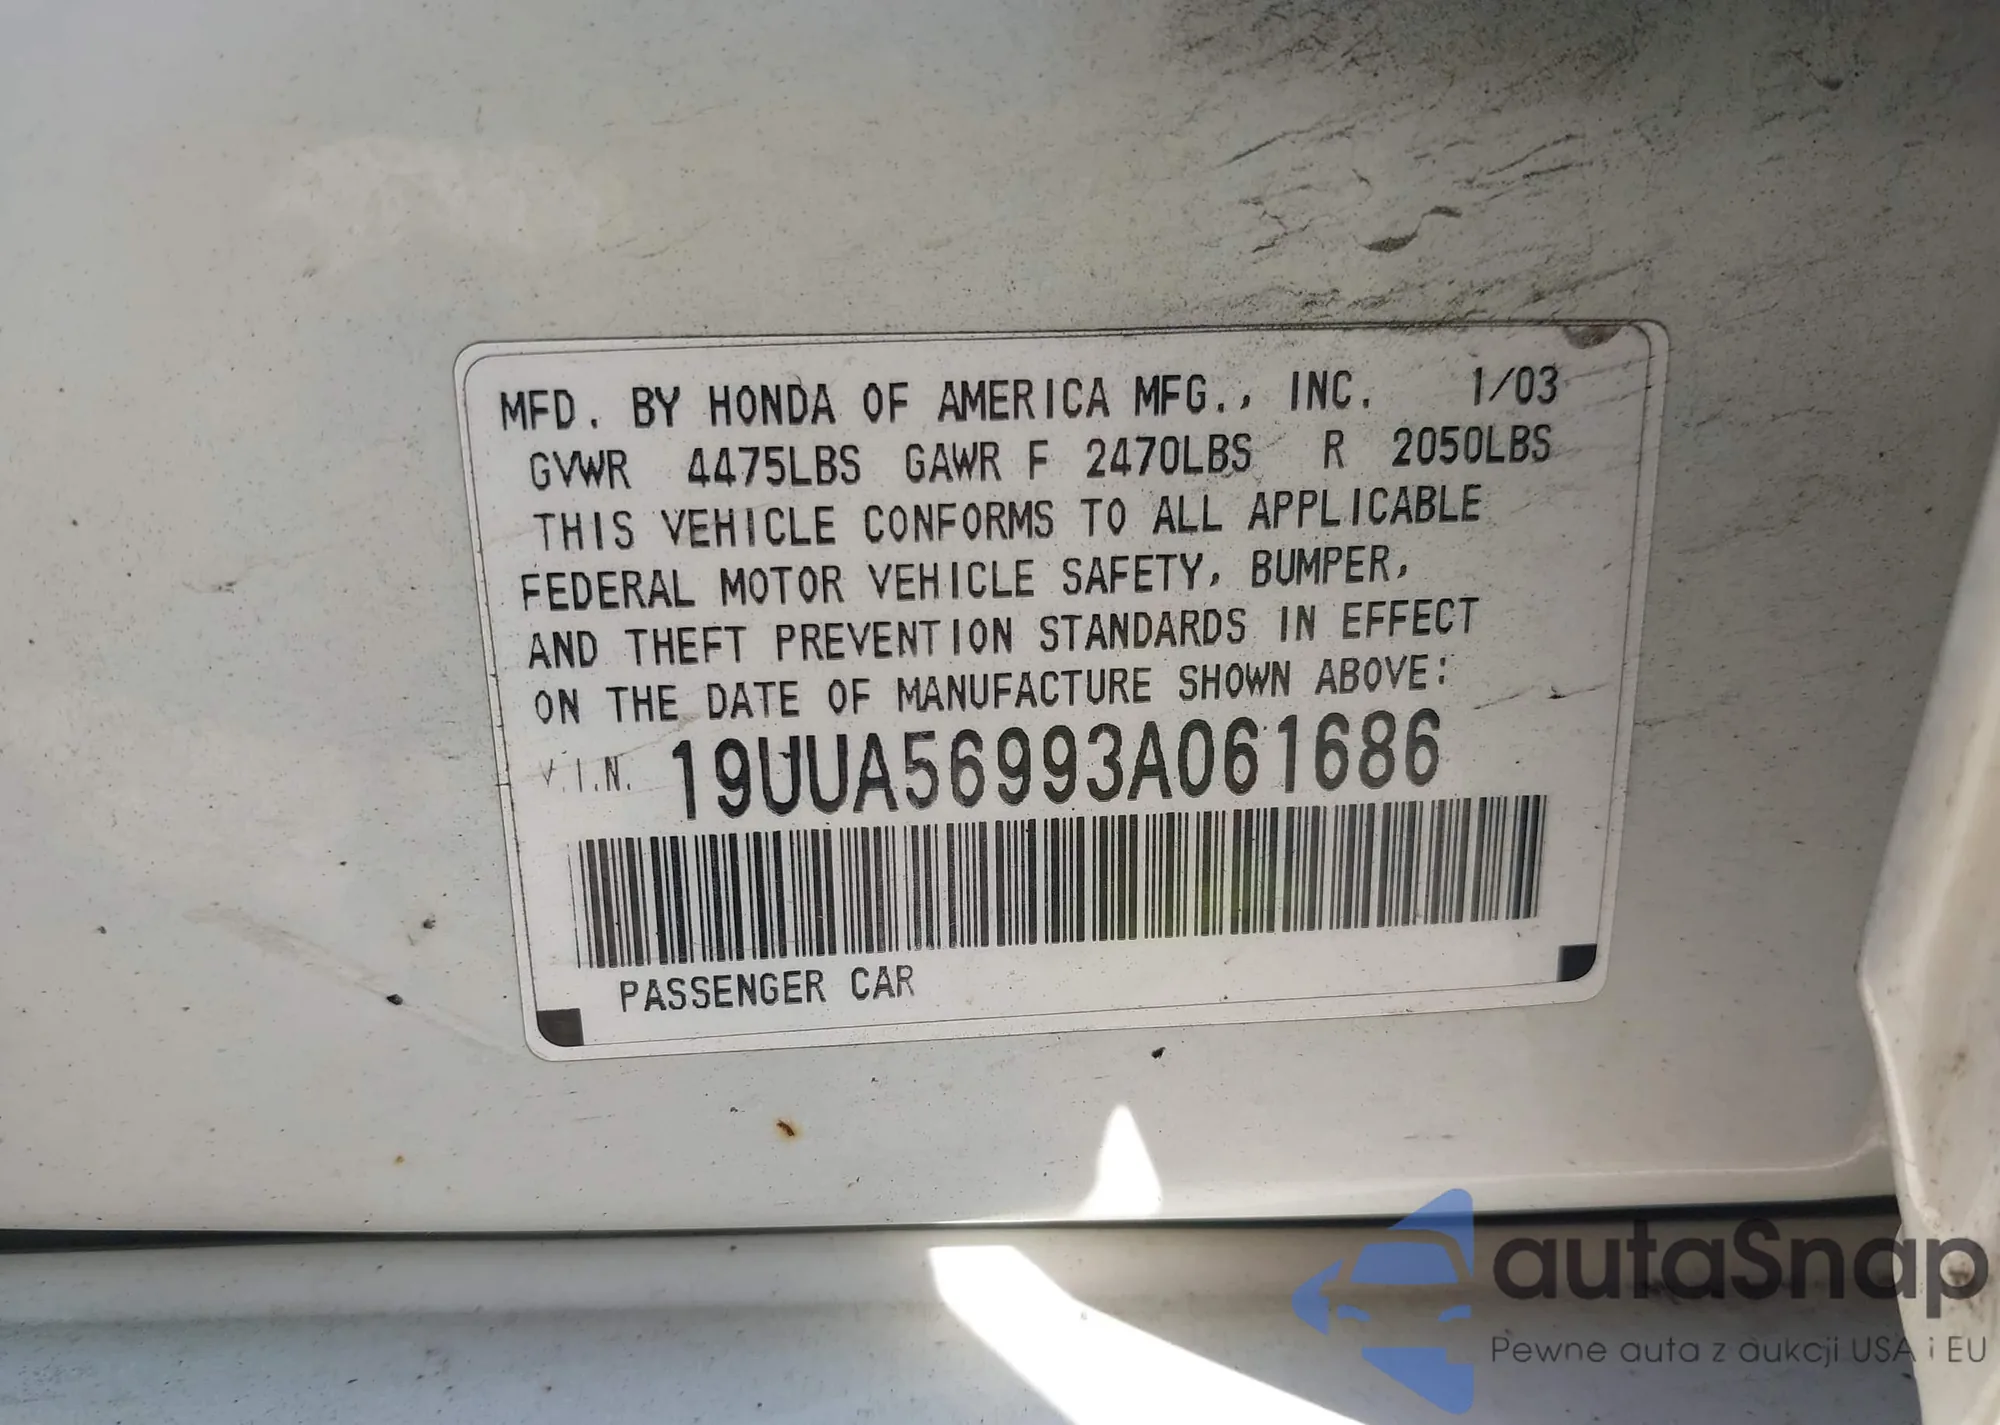 MFD. BY HONDA OF AMERICA MFG., INC. 1/03
GVWR 4475LBS GAWR F 2470LBS R 2050LBS
THIS VEHICLE CONFORMS TO ALL APPLICABLE
FEDERAL MOTOR VEHICLE SAFETY, BUMPER,
AND THEFT PREVENTION STANDARDS IN EFFECT
ON THE DATE OF MANUFACTURE SHOWN ABOVE:
V.I.N. 19UUA56993A061686
PASSENGER CAR
autaSnap
Pewne auta z aukcji USA i EU